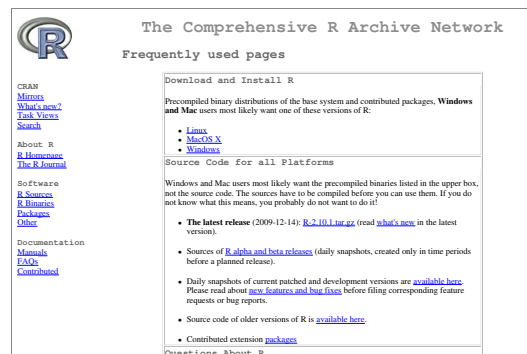 The Comprehensive R Archive Network
Frequently used pages
R
CRAN
Mirrors
What's new?
Task Views
Search
About R
R Homepage
The R Journal
Software
R Sources
R Binaries
Packages
Other
Documentation
Manuals
FAQs
Contributed
Download and Install R
Precompiled binary distributions of the base system and contributed packages, Windows
and Mac users most likely want one of these versions of R:
• Linux
• MacOS X
• Windows
Source Code for all Platforms
Windows and Mac users most likely want the precompiled binaries listed in the upper box,
not the source code. The sources have to be compiled before you can use them. If you do
not know what this means, you probably do not want to do it!
• The latest release (2009-12-14): R-2.10.1.tar.gz (read what's new in the latest
version).
• Sources of R alpha and beta releases (daily snapshots, created only in time periods
before a planned release).
• Daily snapshots of current patched and development versions are available here.
Please read about new features and bug fixes before filing corresponding feature
requests or bug reports.
• Source code of older versions of R is available here.
• Contributed extension packages
Questions About R